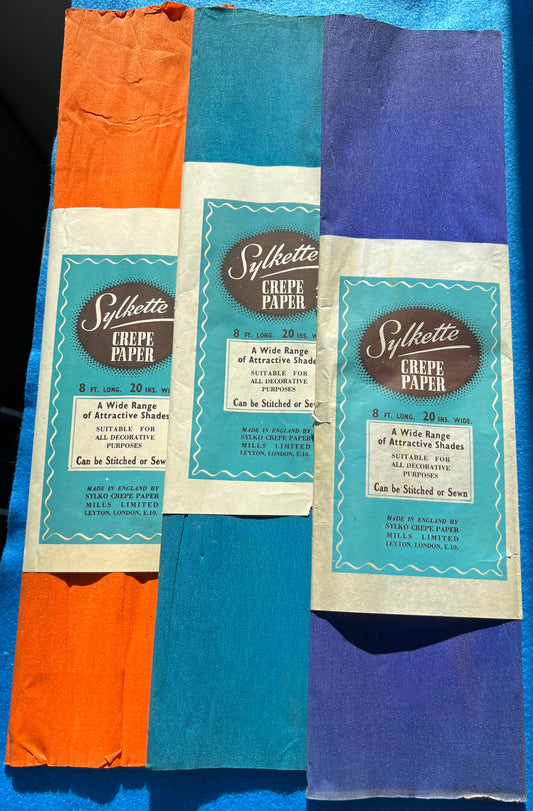 Sylkette
CREPE
PAPER
8 FT. LONG. 20 INS. WI
A Wide Range
of Attractive Shades
SUITABLE FOR
ALL DECORATIVE
PURPOSES
Can be Stitched or Sewn
MADE IN ENGLAND BY
SYLKO CREPE PAPER
MILLS LIMITED
LEYTON, LONDON, E.10.
Sylkette
CREPE
PAPER
8 FT. LONG. 20 INS. W
A Wide Range
of Attractive Shade
SUITABLE FOR
ALL DECORATIVE
PURPOSES
Can be Stitched or Sew
MADE IN ENGLAND BY
SYLKO CREPE PAPER
MILLS LIMITED
LEYTON, LONDON, E.10.
Sylkette
CREPE
PAPER
8 FT. LONG. 20 INS. WIDE.
A Wide Range
of Attractive Shades
SUITABLE FOR
ALL DECORATIVE
PURPOSES
Can be Stitched or Sewn
MADE IN ENGLAND BY
SYLKO CREPE PAPER
MILLS LIMITED
LEYTON, LONDON, E.10.